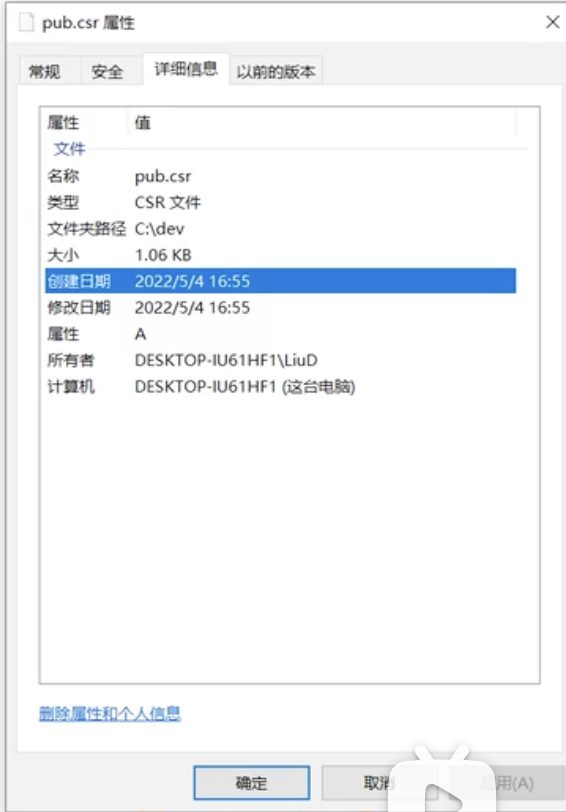 pub.csr 属性
常规 安全 详细信息 以前的版本
属性 值
文件
名称 pub.csr
类型 CSR 文件
文件夹路径 C:\dev
大小 1.06 KB
创建日期 2022/5/4 16:55
修改日期 2022/5/4 16:55
属性 A
所有者 DESKTOP-IU61HF1\LiuD
计算机 DESKTOP-IU61HF1 (这台电脑)
删除属性和个人信息
确定 取消 应用(A)